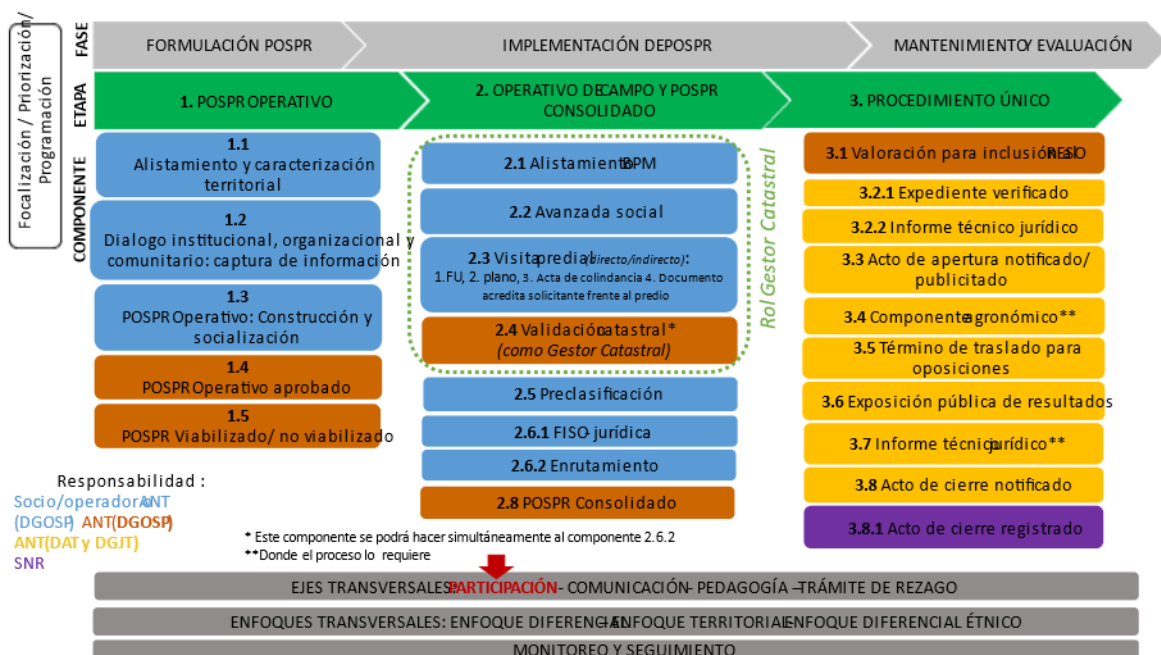 Focalización / Priorización/
Programación
FASE
FORMULACIÓN POSPR
IMPLEMENTACIÓN DEPOSPR
MANTENIMIENTO Y EVALUACIÓN
ETAPA
1. POSPR OPERATIVO
2. OPERATIVO DE CAMPO Y POSPR
CONSOLIDADO
3. PROCEDIMIENTO ÚNICO
COMPONENTE
1.1
Alistamiento y caracterización
territorial
1.2
Dialogo institucional, organizacional y
comunitario: captura de información
1.3
POSPR Operativo: Construcción y
socialización
1.4
POSPR Operativo aprobado
1.5
POSPR Viabilizado/ no viabilizado
2.1 Alistamiento BPM
2.2 Avanzada social
2.3 Visita predial (directo/indirecto):
1.FU, 2. plano, 3. Acta de colindancia 4. Documento
acredita solicitante frente al predio
2.4 Validación catastral*
(como Gestor Catastral)
Rol Gestor Catastral
2.5 Preclasificación
2.6.1 FISO jurídica
2.6.2 Enrutamiento
2.8 POSPR Consolidado
3.1 Valoración para inclusión al RESO
3.2.1 Expediente verificado
3.2.2 Informe técnico jurídico
3.3 Acto de apertura notificado/
publicitado
3.4 Componente agronómico**
3.5 Término de traslado para
oposiciones
3.6 Exposición pública de resultados
3.7 Informe técnico jurídico**
3.8 Acto de cierre notificado
3.8.1 Acto de cierre registrado
Responsabilidad :
Socio/operador o ANT
(DGOSP) ANT(DGOSP)
ANT(DAT y DGJT)
SNR
* Este componente se podrá hacer simultáneamente al componente 2.6.2
**Donde el proceso lo requiere
EJES TRANSVERSALES: PARTICIPACIÓN - COMUNICACIÓN- PEDAGOGÍA –TRÁMITE DE REZAGO
ENFOQUES TRANSVERSALES: ENFOQUE DIFERENCIAL -ENFOQUE TERRITORIAL-ENFOQUE DIFERENCIAL ÉTNICO
MONITOREO Y SEGUIMIENTO